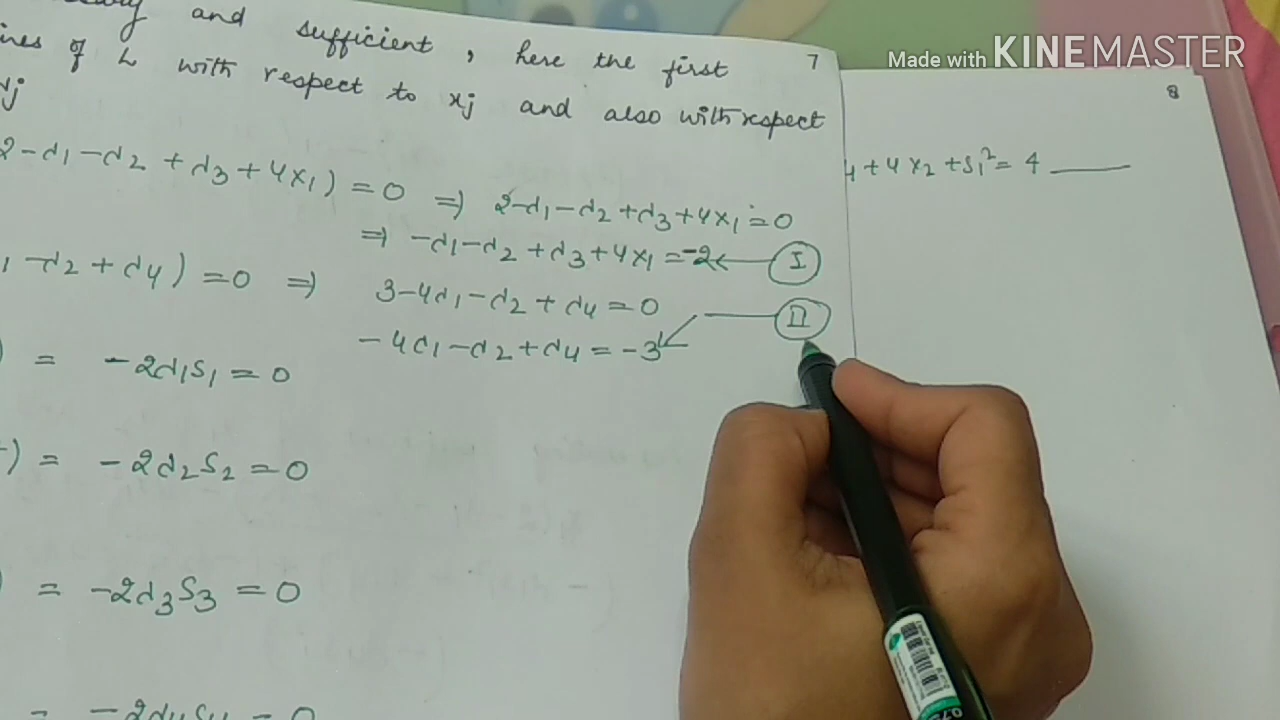 and sufficient, here the first 7
of L with respect to xj and also with respect
2-d1-d2+d3+4x1)=0 ⇒ 2-d1-d2+d3+4x1=0
⇒ -d1-d2+d3+4x1=-2 ← I
-d2+d4)=0 ⇒ 3-4d1-d2+d4=0
-4d1-d2+d4=-3 ← II
= -2d1S1=0
= -2d2S2=0
= -2d3S3=0
= -2d4S4=0
Made with KINEMASTER
8
+4x2+S1²=4